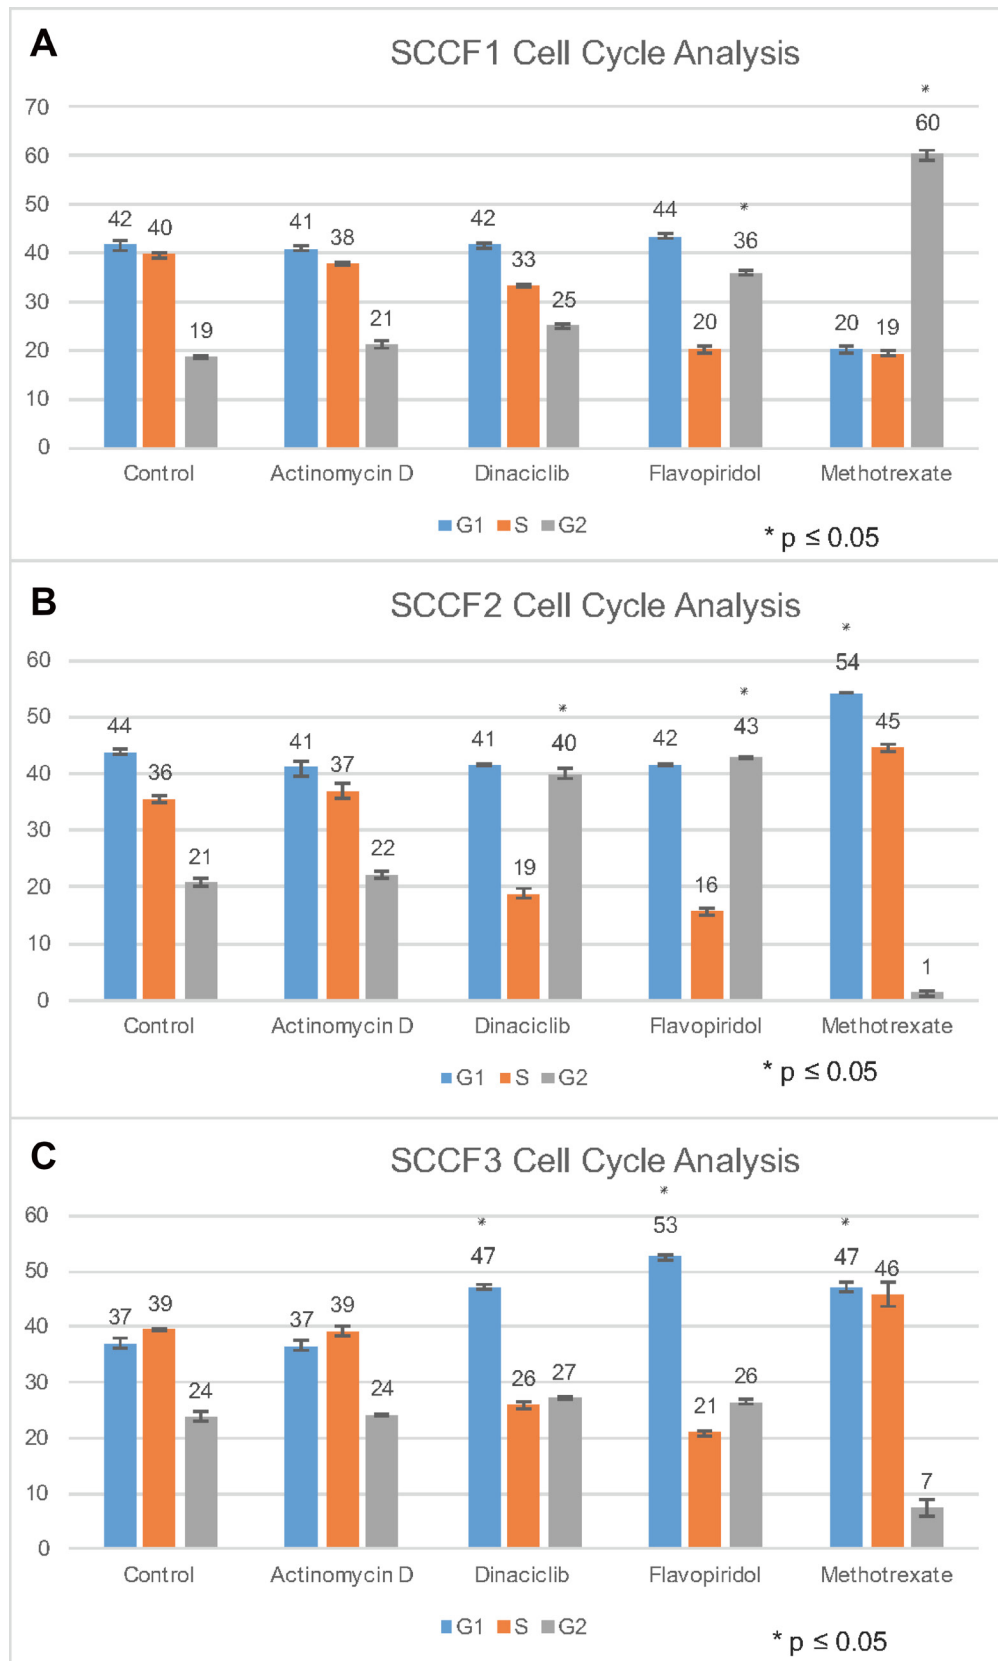 A
SCCF1 Cell Cycle Analysis
*
70
60
60
50
42 40 41 38 42 33 44 * 36
40
30
19 21 25 20 20 19
20
10
0
Control Actinomycin D Dinaciclib Flavopiridol Methotrexate
G1 S G2
* p ≤ 0.05
B
SCCF2 Cell Cycle Analysis
*
60
54
* *
50
44 36 41 37 41 40 42 43 45
40
30
21 22 19 16
20
10
1
0
Control Actinomycin D Dinaciclib Flavopiridol Methotrexate
G1 S G2
* p ≤ 0.05
C
SCCF3 Cell Cycle Analysis
*
60
* 53 *
47 47 46
50
37 39 37 39
40
30
24 24 26 27 21 26
20
10
7
0
Control Actinomycin D Dinaciclib Flavopiridol Methotrexate
G1 S G2
* p ≤ 0.05